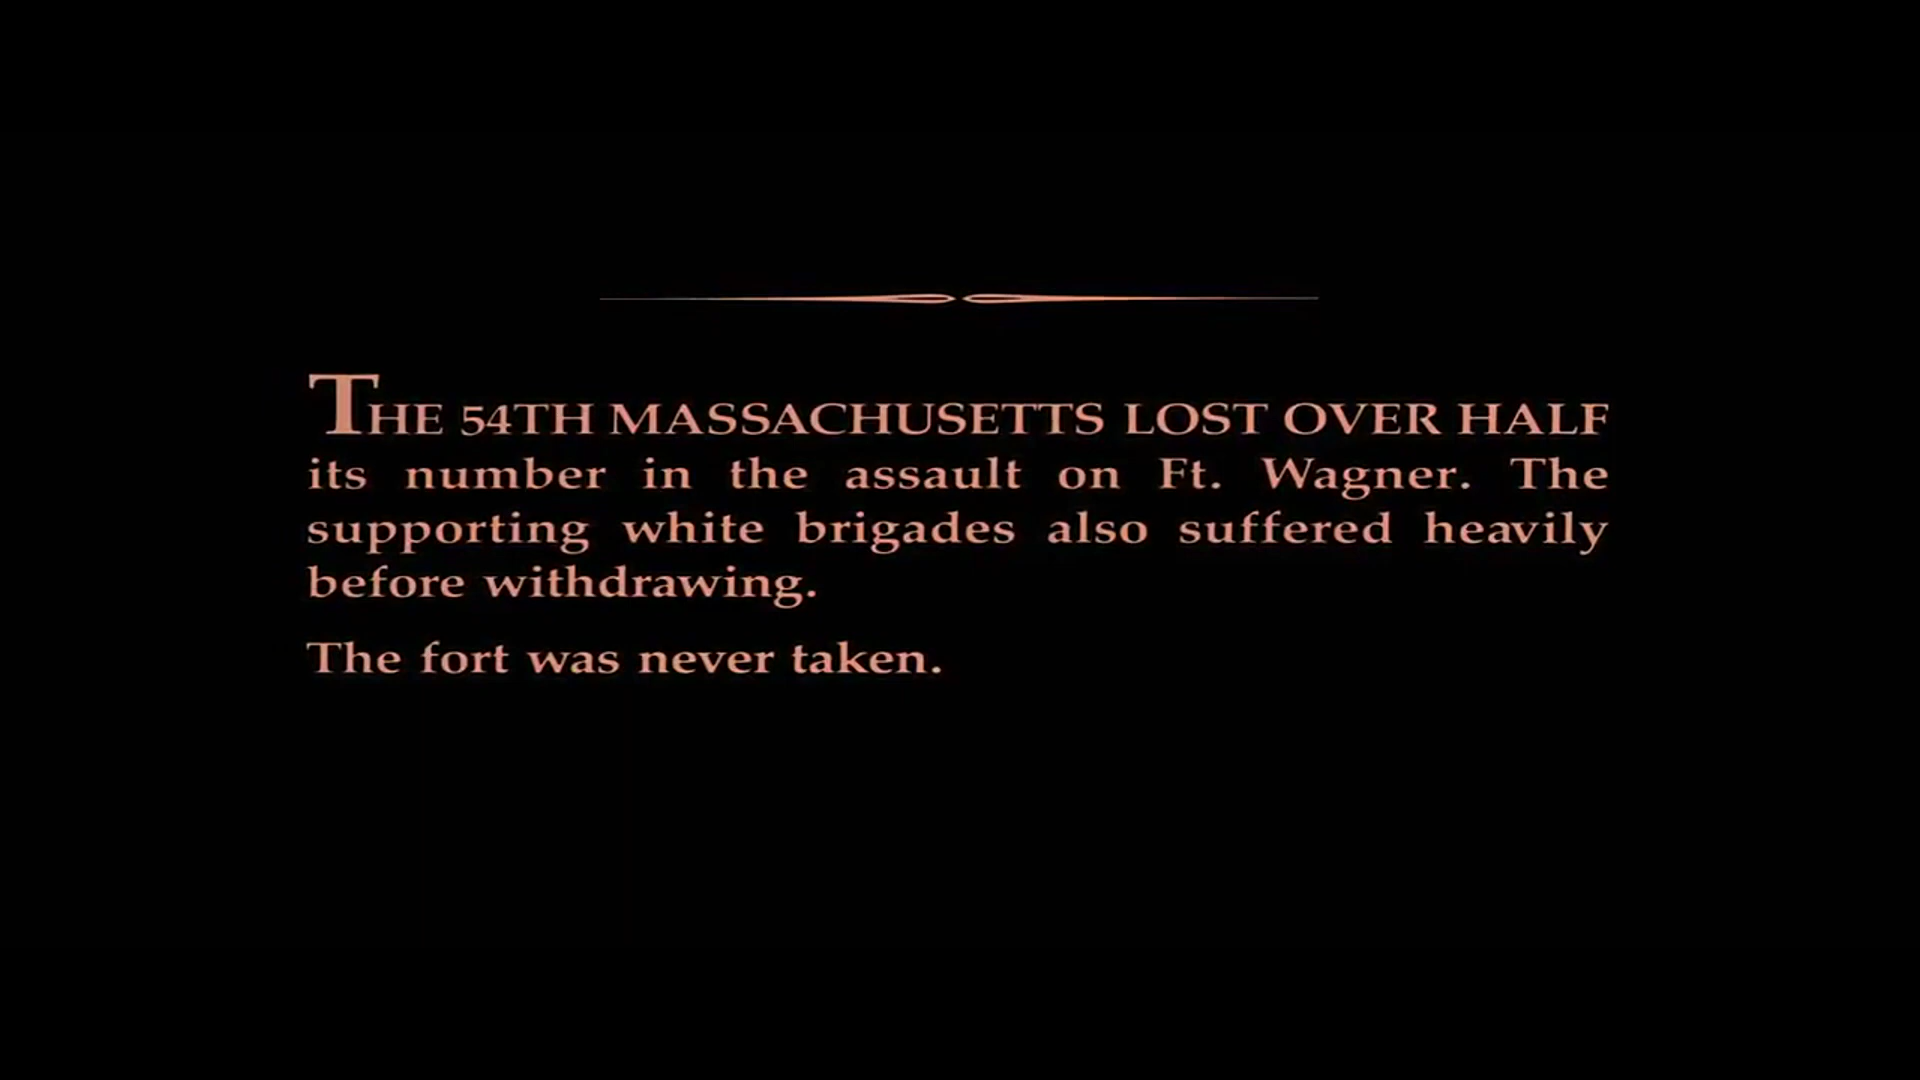 THE 54TH MASSACHUSETTS LOST OVER HALF
its number in the assault on Ft. Wagner. The
supporting white brigades also suffered heavily
before withdrawing.
The fort was never taken.